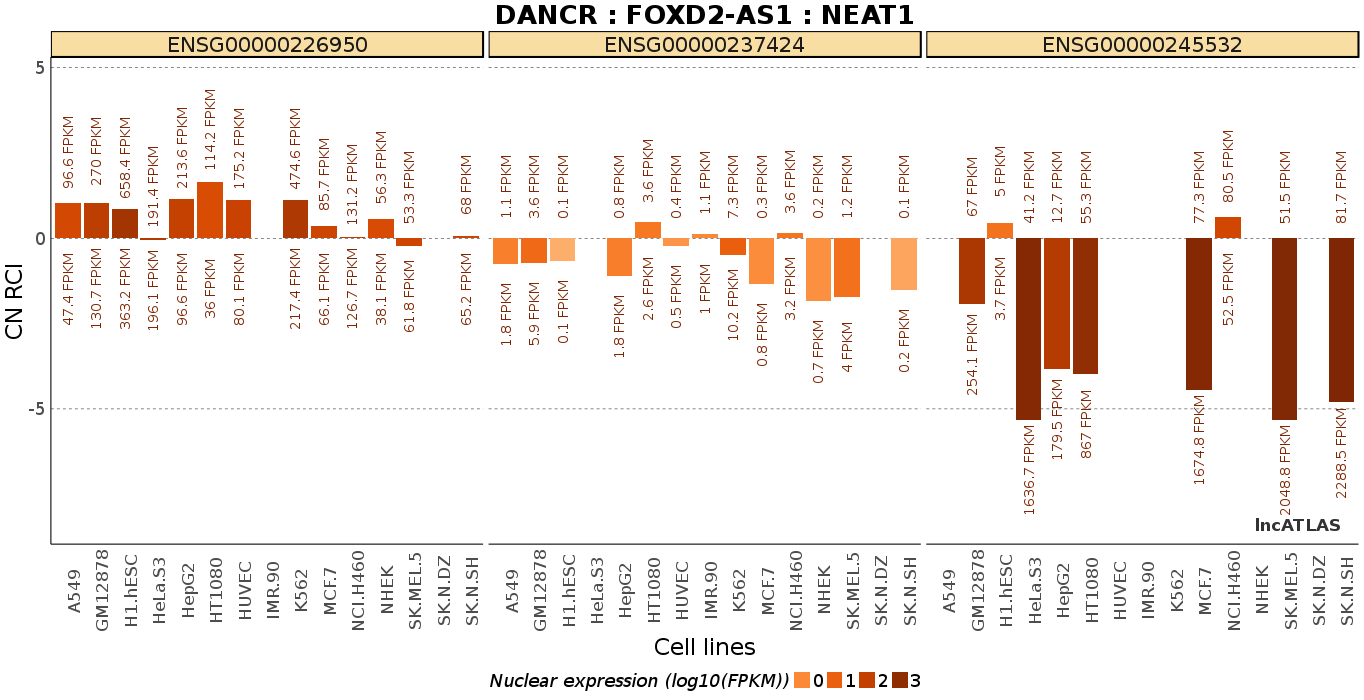 DANCR : FOXD2-AS1 : NEAT1
ENSG00000226950 ENSG00000237424 ENSG00000245532
5
0
-5
CN RCI
96.6 FPKM 270 FPKM 658.4 FPKM 191.4 FPKM 213.6 FPKM 114.2 FPKM 175.2 FPKM 474.6 FPKM 85.7 FPKM 131.2 FPKM 56.3 FPKM 53.3 FPKM 68 FPKM
47.4 FPKM 130.7 FPKM 363.2 FPKM 196.1 FPKM 96.6 FPKM 36 FPKM 80.1 FPKM 217.4 FPKM 66.1 FPKM 126.7 FPKM 38.1 FPKM 61.8 FPKM 65.2 FPKM
1.1 FPKM 3.6 FPKM 0.1 FPKM 0.8 FPKM 3.6 FPKM 0.4 FPKM 1.1 FPKM 7.3 FPKM 0.3 FPKM 3.6 FPKM 0.2 FPKM 1.2 FPKM 0.1 FPKM
1.8 FPKM 5.9 FPKM 0.1 FPKM 1.8 FPKM 2.6 FPKM 0.5 FPKM 1 FPKM 10.2 FPKM 0.8 FPKM 3.2 FPKM 0.7 FPKM 4 FPKM 0.2 FPKM
67 FPKM 5 FPKM 41.2 FPKM 12.7 FPKM 55.3 FPKM 77.3 FPKM 80.5 FPKM 51.5 FPKM 81.7 FPKM
254.1 FPKM 3.7 FPKM 1636.7 FPKM 179.5 FPKM 867 FPKM 1674.8 FPKM 52.5 FPKM 2048.8 FPKM 2288.5 FPKM
lncATLAS
A549 GM12878 H1.hESC HeLa.S3 HepG2 HT1080 HUVEC IMR.90 K562 MCF.7 NCI.H460 NHEK SK.MEL.5 SK.N.DZ SK.N.SH
A549 GM12878 H1.hESC HeLa.S3 HepG2 HT1080 HUVEC IMR.90 K562 MCF.7 NCI.H460 NHEK SK.MEL.5 SK.N.DZ SK.N.SH
A549 GM12878 H1.hESC HeLa.S3 HepG2 HT1080 HUVEC IMR.90 K562 MCF.7 NCI.H460 NHEK SK.MEL.5 SK.N.DZ SK.N.SH
Cell lines
Nuclear expression (log10(FPKM)) 0 1 2 3